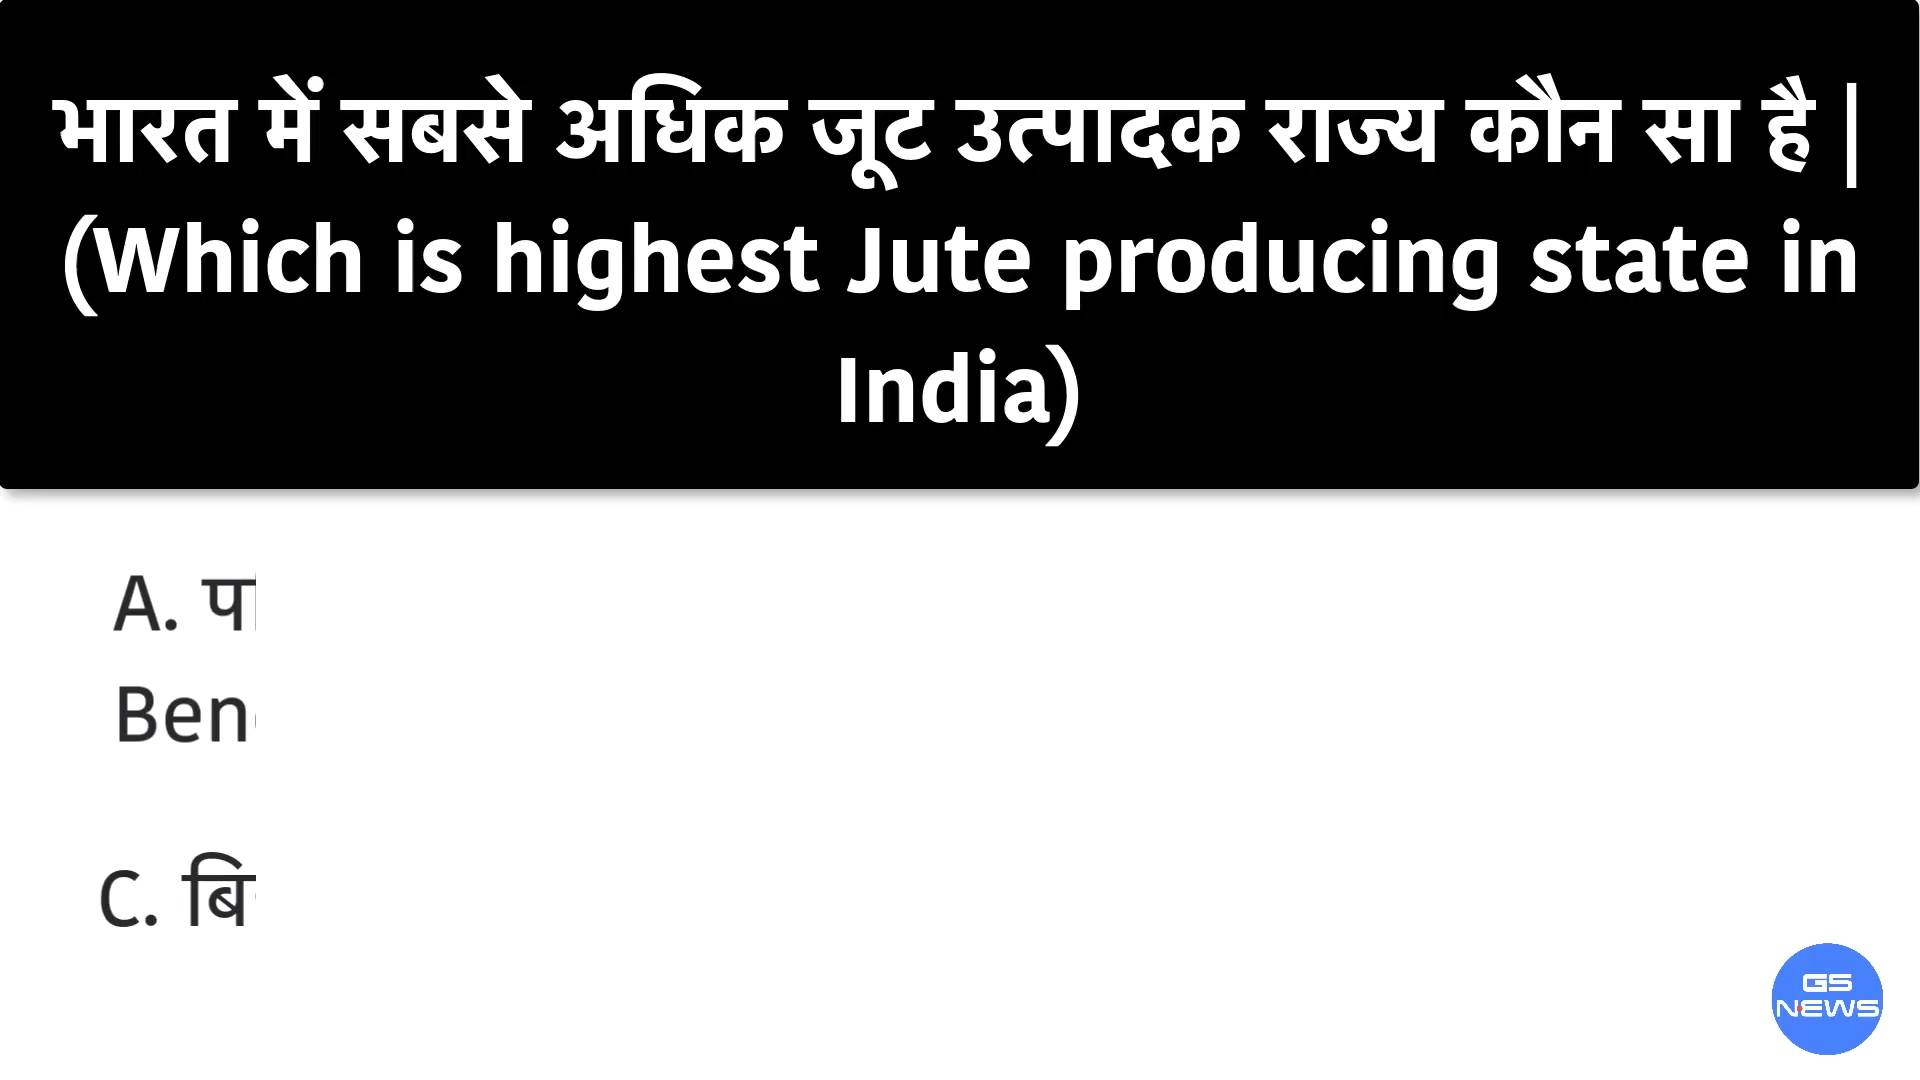 भारत में सबसे अधिक जूट उत्पादक राज्य कौन सा है |
(Which is highest Jute producing state in
India)
A. प
Ben
C. बि
GS
NEWS